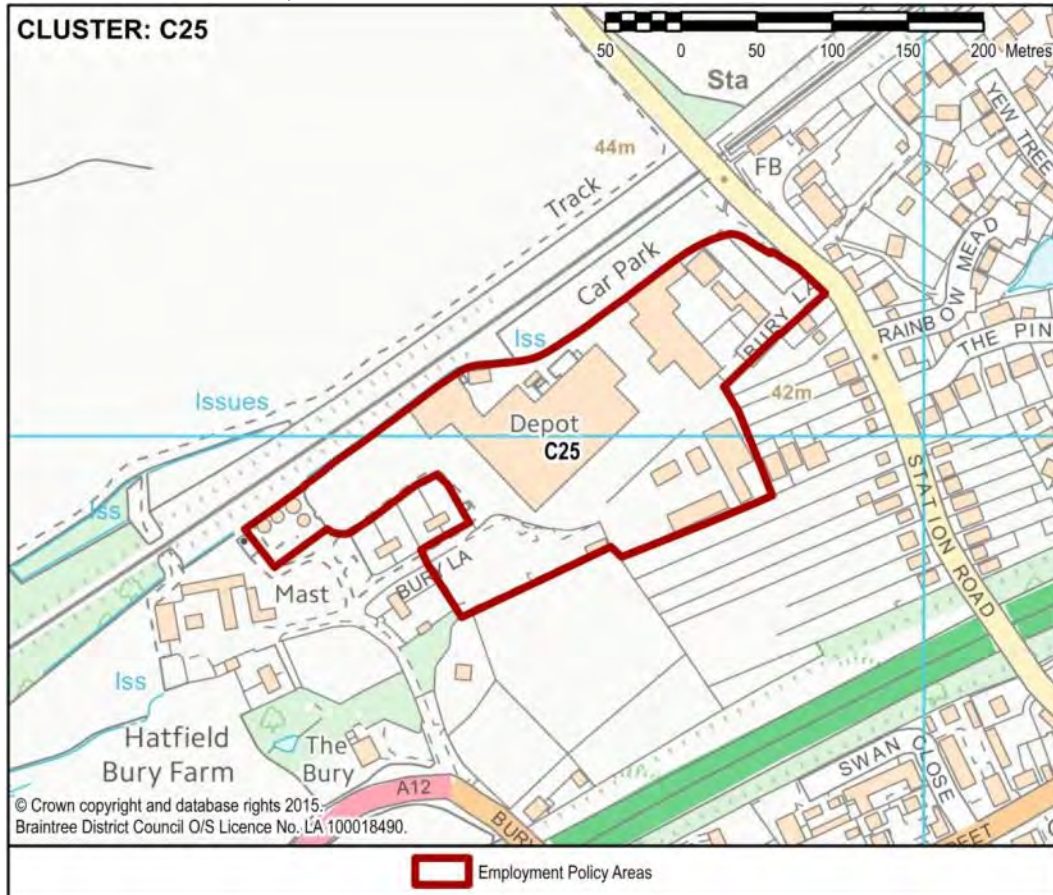 CLUSTER: C25
50 0 50 100 150 200 Metres
Sta
44m
FB
YEW TREE
Track
Car Park
RAINBOW MEAD
THE PIN
BURY LA
Iss
42m
Issues
Depot
C25
Iss
STATION ROAD
BURY LA
Mast
Iss
Hatfield
Bury Farm
The
Bury
SWAN CLOSE
A12
BURY
EET
© Crown copyright and database rights 2015.
Braintree District Council O/S Licence No. LA 100018490.
Employment Policy Areas